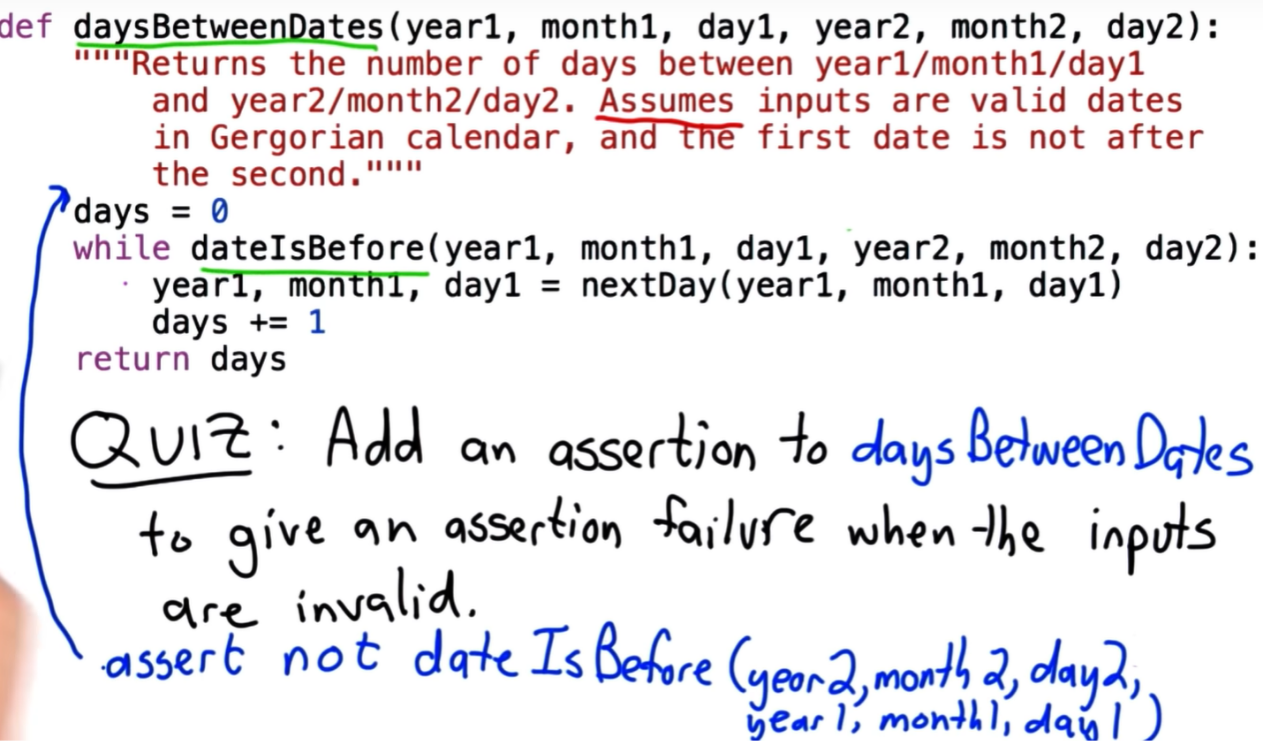 def daysBetweenDates(year1, month1, day1, year2, month2, day2):
"""Returns the number of days between year1/month1/day1
and year2/month2/day2. Assumes inputs are valid dates
in Gergorian calendar, and the first date is not after
the second."""
days = 0
while dateIsBefore(year1, month1, day1, year2, month2, day2):
year1, month1, day1 = nextDay(year1, month1, day1)
days += 1
return days
QUIZ: Add an assertion to daysBetweenDates
to give an assertion failure when the inputs
are invalid.
assert not dateIsBefore(year2, month2, day2,
year1, month1, day1)